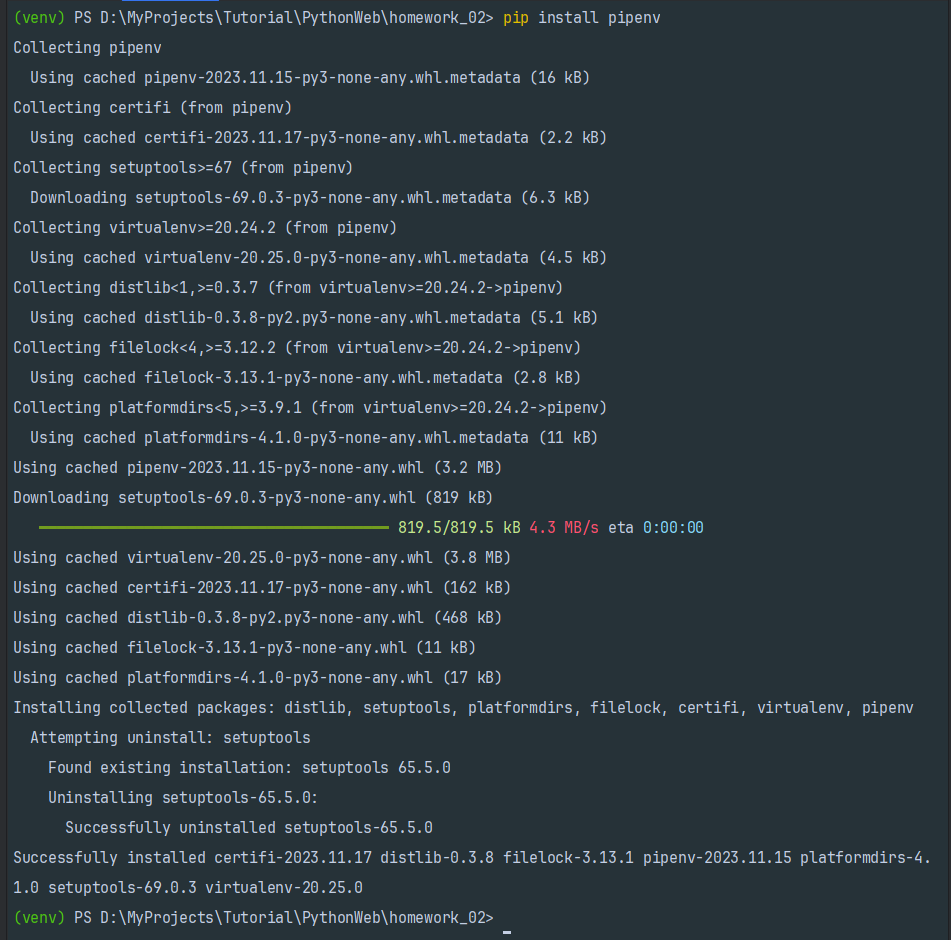 (venv) PS D:\MyProjects\Tutorial\PythonWeb\homework_02> pip install pipenv
Collecting pipenv
  Using cached pipenv-2023.11.15-py3-none-any.whl.metadata (16 kB)
Collecting certifi (from pipenv)
  Using cached certifi-2023.11.17-py3-none-any.whl.metadata (2.2 kB)
Collecting setuptools>=67 (from pipenv)
  Downloading setuptools-69.0.3-py3-none-any.whl.metadata (6.3 kB)
Collecting virtualenv>=20.24.2 (from pipenv)
  Using cached virtualenv-20.25.0-py3-none-any.whl.metadata (4.5 kB)
Collecting distlib<1,>=0.3.7 (from virtualenv>=20.24.2->pipenv)
  Using cached distlib-0.3.8-py2.py3-none-any.whl.metadata (5.1 kB)
Collecting filelock<4,>=3.12.2 (from virtualenv>=20.24.2->pipenv)
  Using cached filelock-3.13.1-py3-none-any.whl.metadata (2.8 kB)
Collecting platformdirs<5,>=3.9.1 (from virtualenv>=20.24.2->pipenv)
  Using cached platformdirs-4.1.0-py3-none-any.whl.metadata (11 kB)
Using cached pipenv-2023.11.15-py3-none-any.whl (3.2 MB)
Downloading setuptools-69.0.3-py3-none-any.whl (819 kB)
   819.5/819.5 kB 4.3 MB/s eta 0:00:00
Using cached virtualenv-20.25.0-py3-none-any.whl (3.8 MB)
Using cached certifi-2023.11.17-py3-none-any.whl (162 kB)
Using cached distlib-0.3.8-py2.py3-none-any.whl (468 kB)
Using cached filelock-3.13.1-py3-none-any.whl (11 kB)
Using cached platformdirs-4.1.0-py3-none-any.whl (17 kB)
Installing collected packages: distlib, setuptools, platformdirs, filelock, certifi, virtualenv, pipenv
  Attempting uninstall: setuptools
    Found existing installation: setuptools 65.5.0
    Uninstalling setuptools-65.5.0:
      Successfully uninstalled setuptools-65.5.0
Successfully installed certifi-2023.11.17 distlib-0.3.8 filelock-3.13.1 pipenv-2023.11.15 platformdirs-4.
1.0 setuptools-69.0.3 virtualenv-20.25.0
(venv) PS D:\MyProjects\Tutorial\PythonWeb\homework_02>